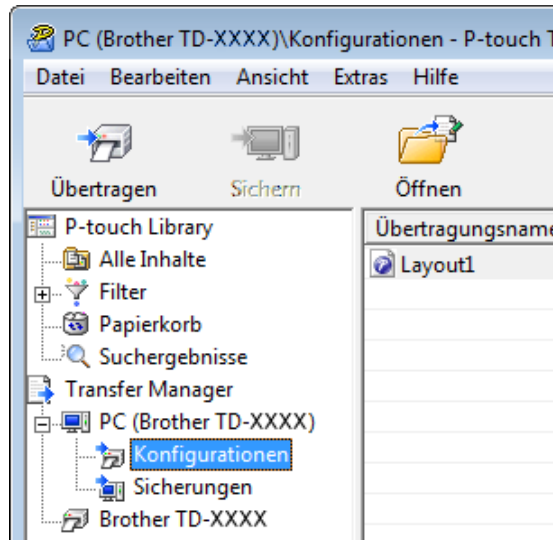 PC (Brother TD-XXXX)\Konfigurationen - P-touch
Datei Bearbeiten Ansicht Extras Hilfe
Übertragen Sichern Öffnen
P-touch Library
Alle Inhalte
Filter
Papierkorb
Suchergebnisse
Transfer Manager
PC (Brother TD-XXXX)
Konfigurationen
Sicherungen
Brother TD-XXXX
Übertragungsname
Layout1